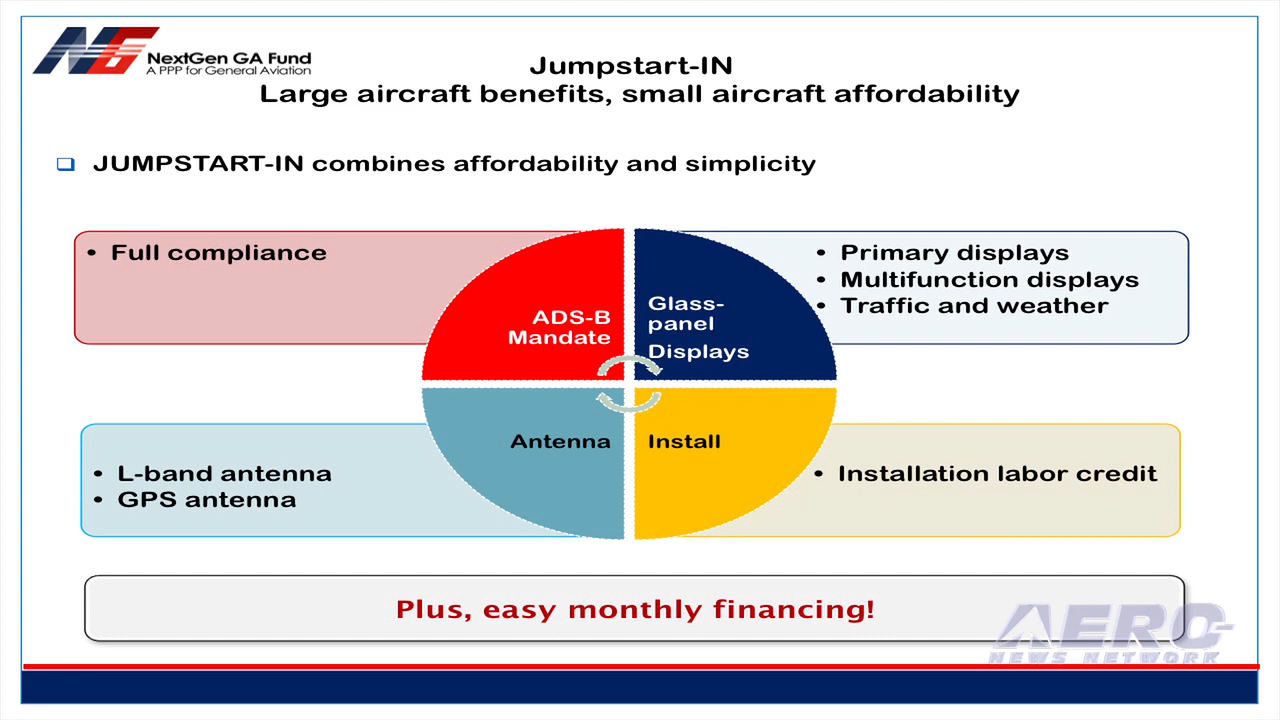 NextGen GA Fund
A PPP for General Aviation
Jumpstart-IN
Large aircraft benefits, small aircraft affordability
JUMPSTART-IN combines affordability and simplicity
• Full compliance
ADS-B
Mandate
Glass-
panel
Displays
• Primary displays
• Multifunction displays
• Traffic and weather
• L-band antenna
• GPS antenna
Antenna
Install
• Installation labor credit
Plus, easy monthly financing!
AERO
NEWS NETWORK